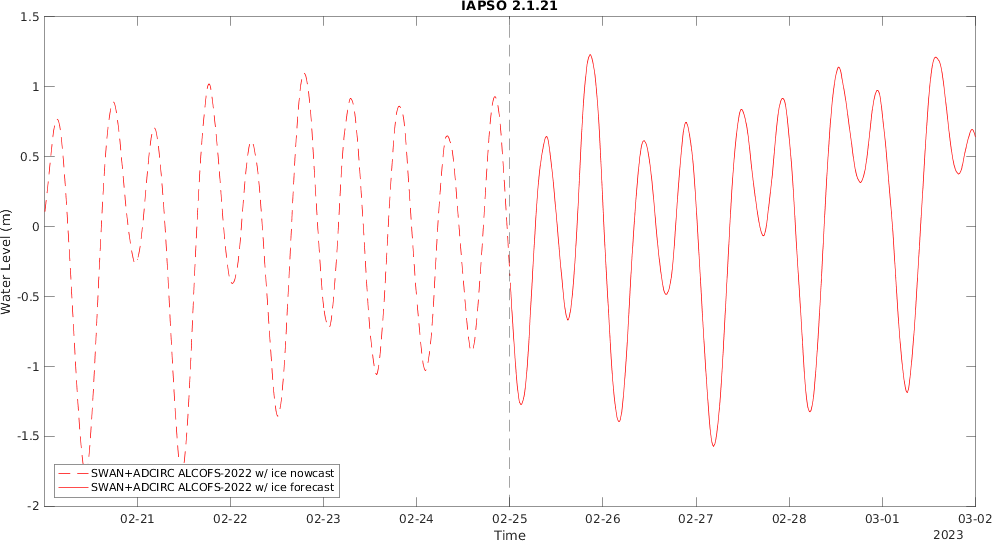 IAPSO 2.1.21
1.5
1
0.5
0
-0.5
-1
-1.5
-2
Water Level (m)
SWAN+ADCIRC ALCOFS-2022 w/ ice nowcast
SWAN+ADCIRC ALCOFS-2022 w/ ice forecast
02-21 02-22 02-23 02-24 02-25 02-26 02-27 02-28 03-01 03-02
Time
2023